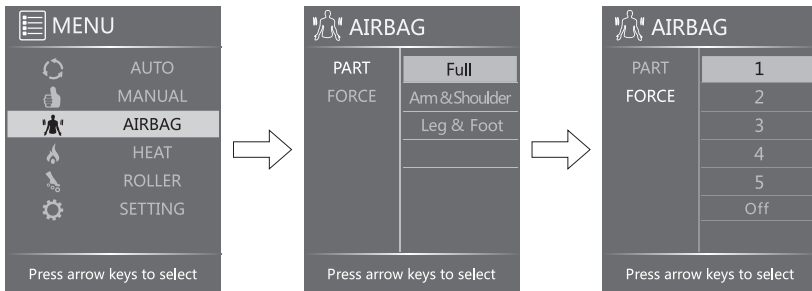 MENU
AUTO
MANUAL
AIRBAG
HEAT
ROLLER
SETTING
Press arrow keys to select
AIRBAG
PART
Full
FORCE
Arm & Shoulder
Leg & Foot
Press arrow keys to select
AIRBAG
PART
1
FORCE
2
3
4
5
Off
Press arrow keys to select